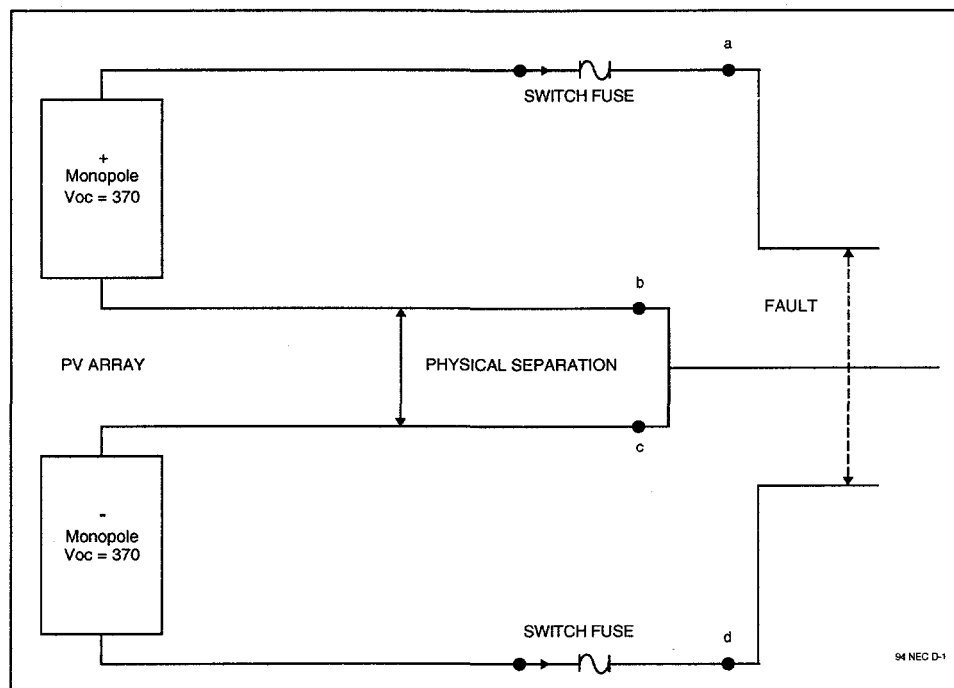 a
SWITCH FUSE
+
Monopole
Voc = 370
b
FAULT
PV ARRAY
PHYSICAL SEPARATION
c
-
Monopole
Voc = 370
SWITCH FUSE
d
94 NEC D-1